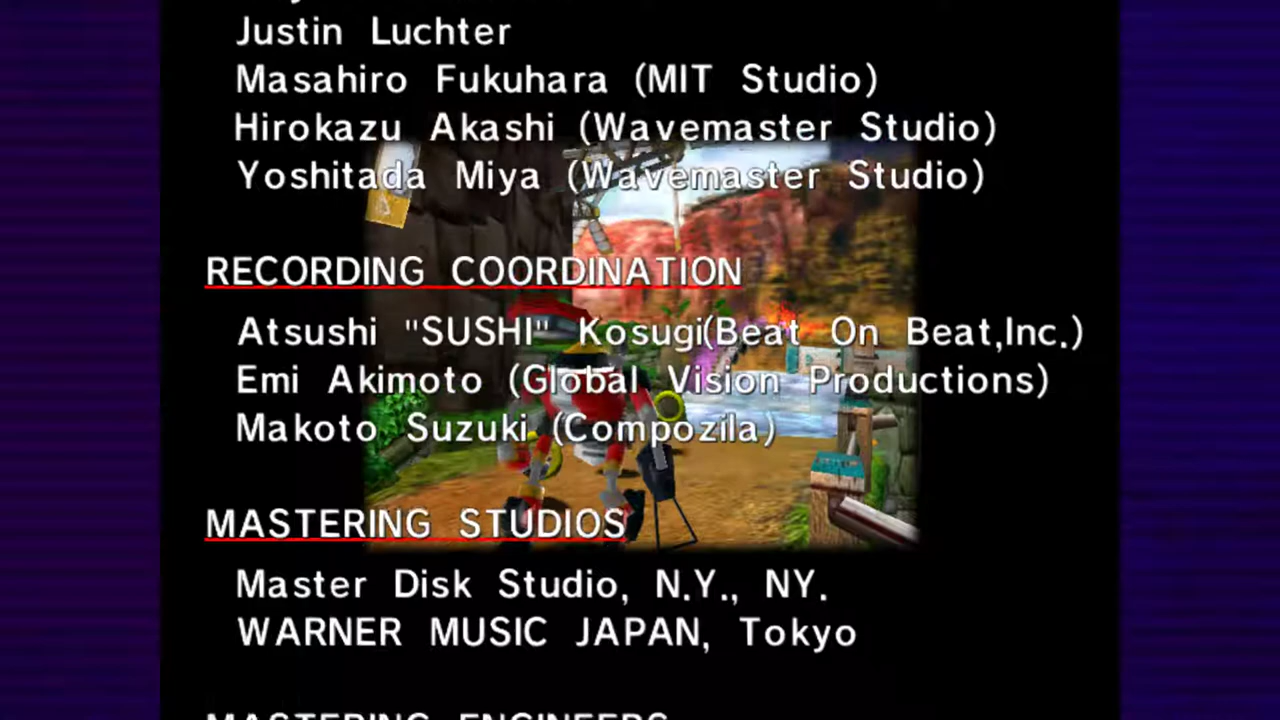 Justin Luchter
Masahiro Fukuhara (MIT Studio)
Hirokazu Akashi (Wavemaster Studio)
Yoshitada Miya (Wavemaster Studio)
RECORDING COORDINATION
Atsushi "SUSHI" Kosugi(Beat On Beat,Inc.)
Emi Akimoto (Global Vision Productions)
Makoto Suzuki (Compozila)
MASTERING STUDIOS
Master Disk Studio, N.Y., NY.
WARNER MUSIC JAPAN, Tokyo
MASTERING ENGINEERS